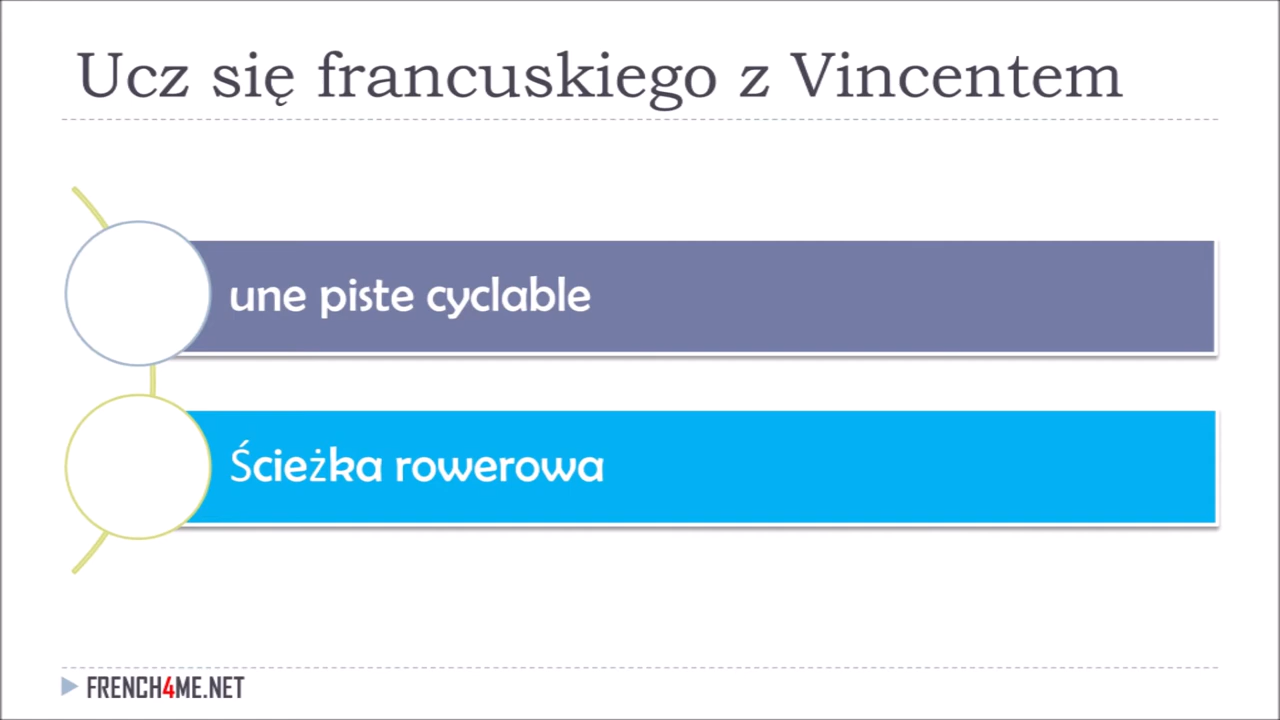 Ucz się francuskiego z Vincentem
une piste cyclable
Ścieżka rowerowa
FRENCH4ME.NET